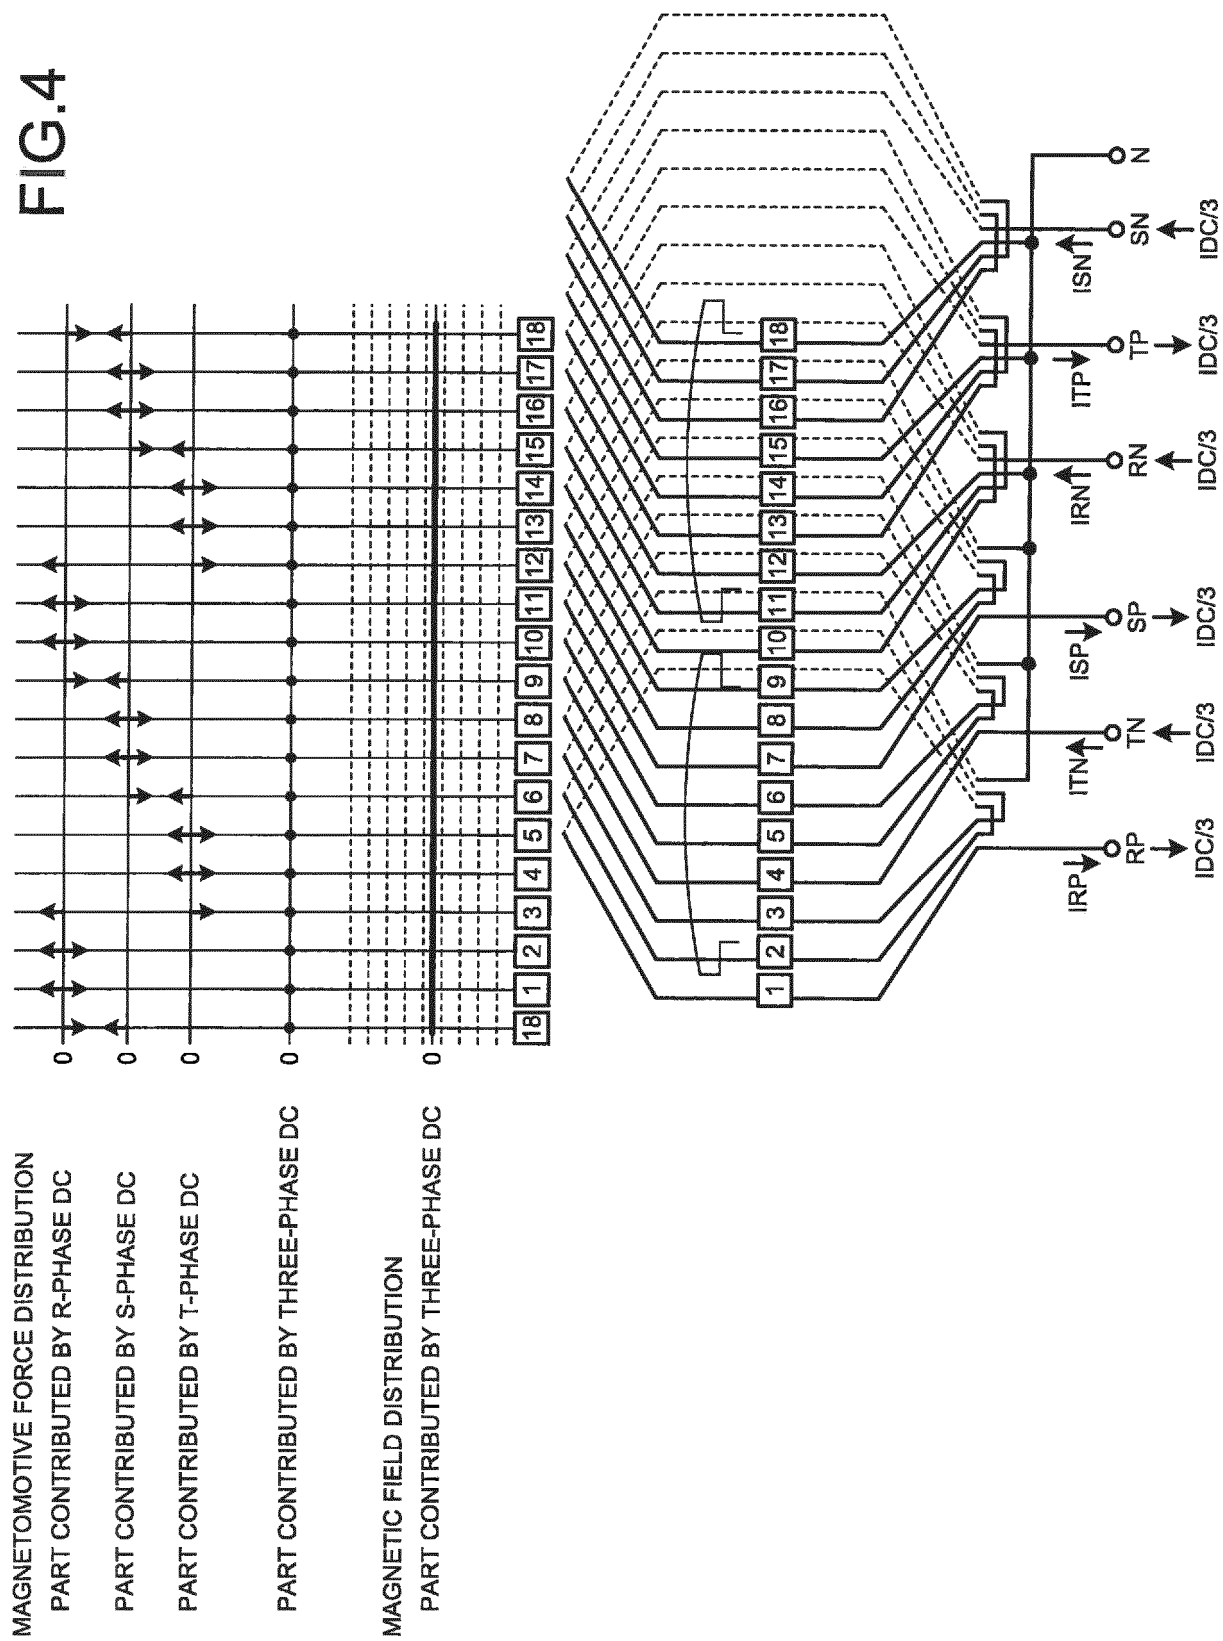 FIG.4
MAGNETOMOTIVE FORCE DISTRIBUTION
PART CONTRIBUTED BY R-PHASE DC
0
PART CONTRIBUTED BY S-PHASE DC
0
PART CONTRIBUTED BY T-PHASE DC
0
PART CONTRIBUTED BY THREE-PHASE DC
0
MAGNETIC FIELD DISTRIBUTION
PART CONTRIBUTED BY THREE-PHASE DC
0
18 1 2 3 4 5 6 7 8 9 10 11 12 13 14 15 16 17 18
1 2 3 4 5 6 7 8 9 10 11 12 13 14 15 16 17 18
IRP ITN ISP IRN ITP ISN
RP TN SP RN TP SN N
IDC/3 IDC/3 IDC/3 IDC/3 IDC/3 IDC/3